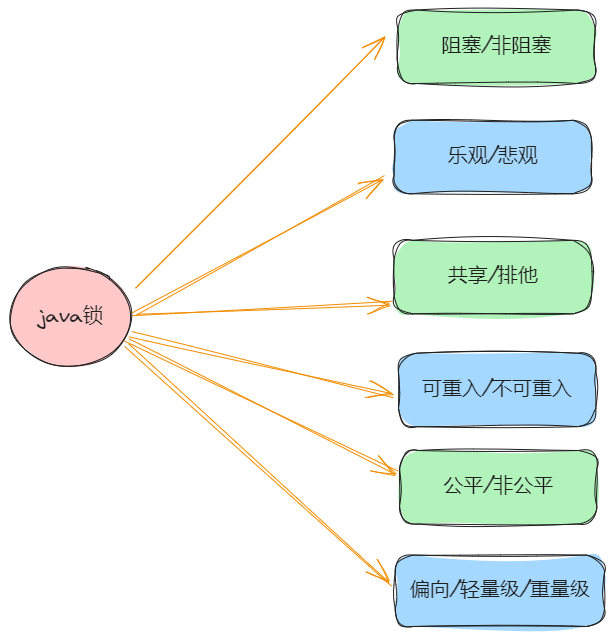 阻塞/非阻塞
乐观/悲观
共享/排他
java锁
可重入/不可重入
公平/非公平
偏向/轻量级/重量级